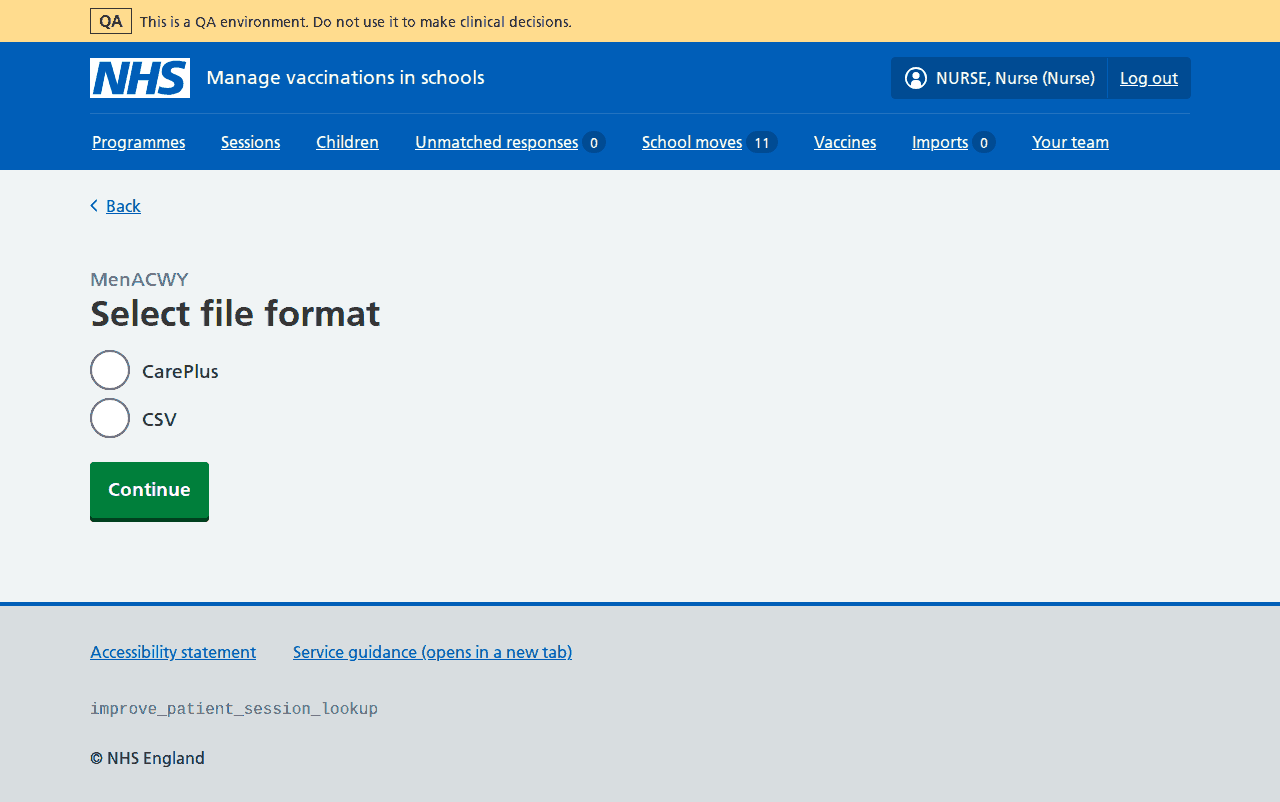 QA This is a QA environment. Do not use it to make clinical decisions.
NHS Manage vaccinations in schools NURSE, Nurse (Nurse) Log out
Programmes Sessions Children Unmatched responses 0 School moves 11 Vaccines Imports 0 Your team
Back
MenACWY
Select file format
CarePlus
CSV
Continue
Accessibility statement Service guidance (opens in a new tab)
improve_patient_session_lookup
© NHS England